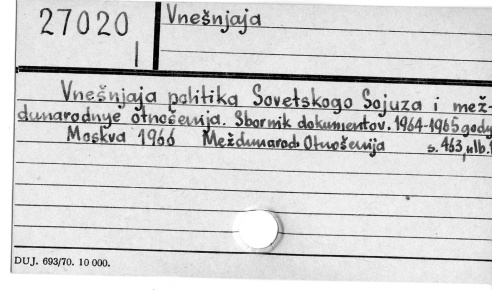 27020
I
Vnešnjaja
Vnešnjaja politika Sovetskogo Sojuza i mež-
dunarodnye otnošenija. Sbornik dokumentov. 1964-1965 gody
Moskva 1966 Meždunarod. Otnošenija s. 463,
DUJ. 693/70. 10 000.